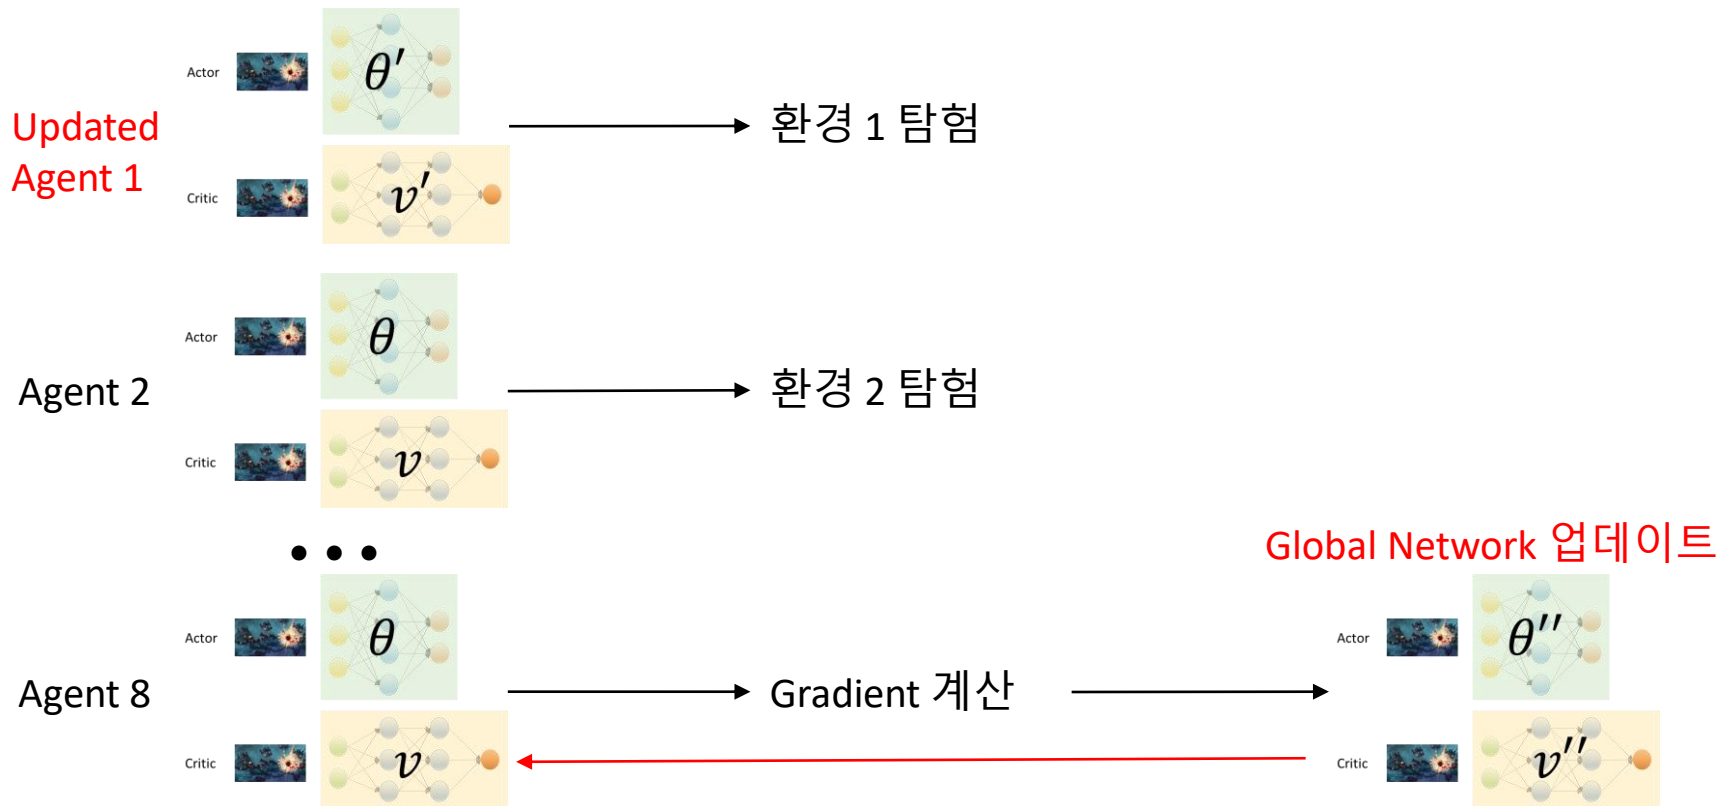 Actor
θ′
Updated
Agent 1
환경 1 탐험
Critic
v′
Actor
θ
Agent 2
환경 2 탐험
Critic
v
•••
Global Network 업데이트
Actor
θ
Actor
θ′′
Agent 8
Gradient 계산
Critic
v
Critic
v′′